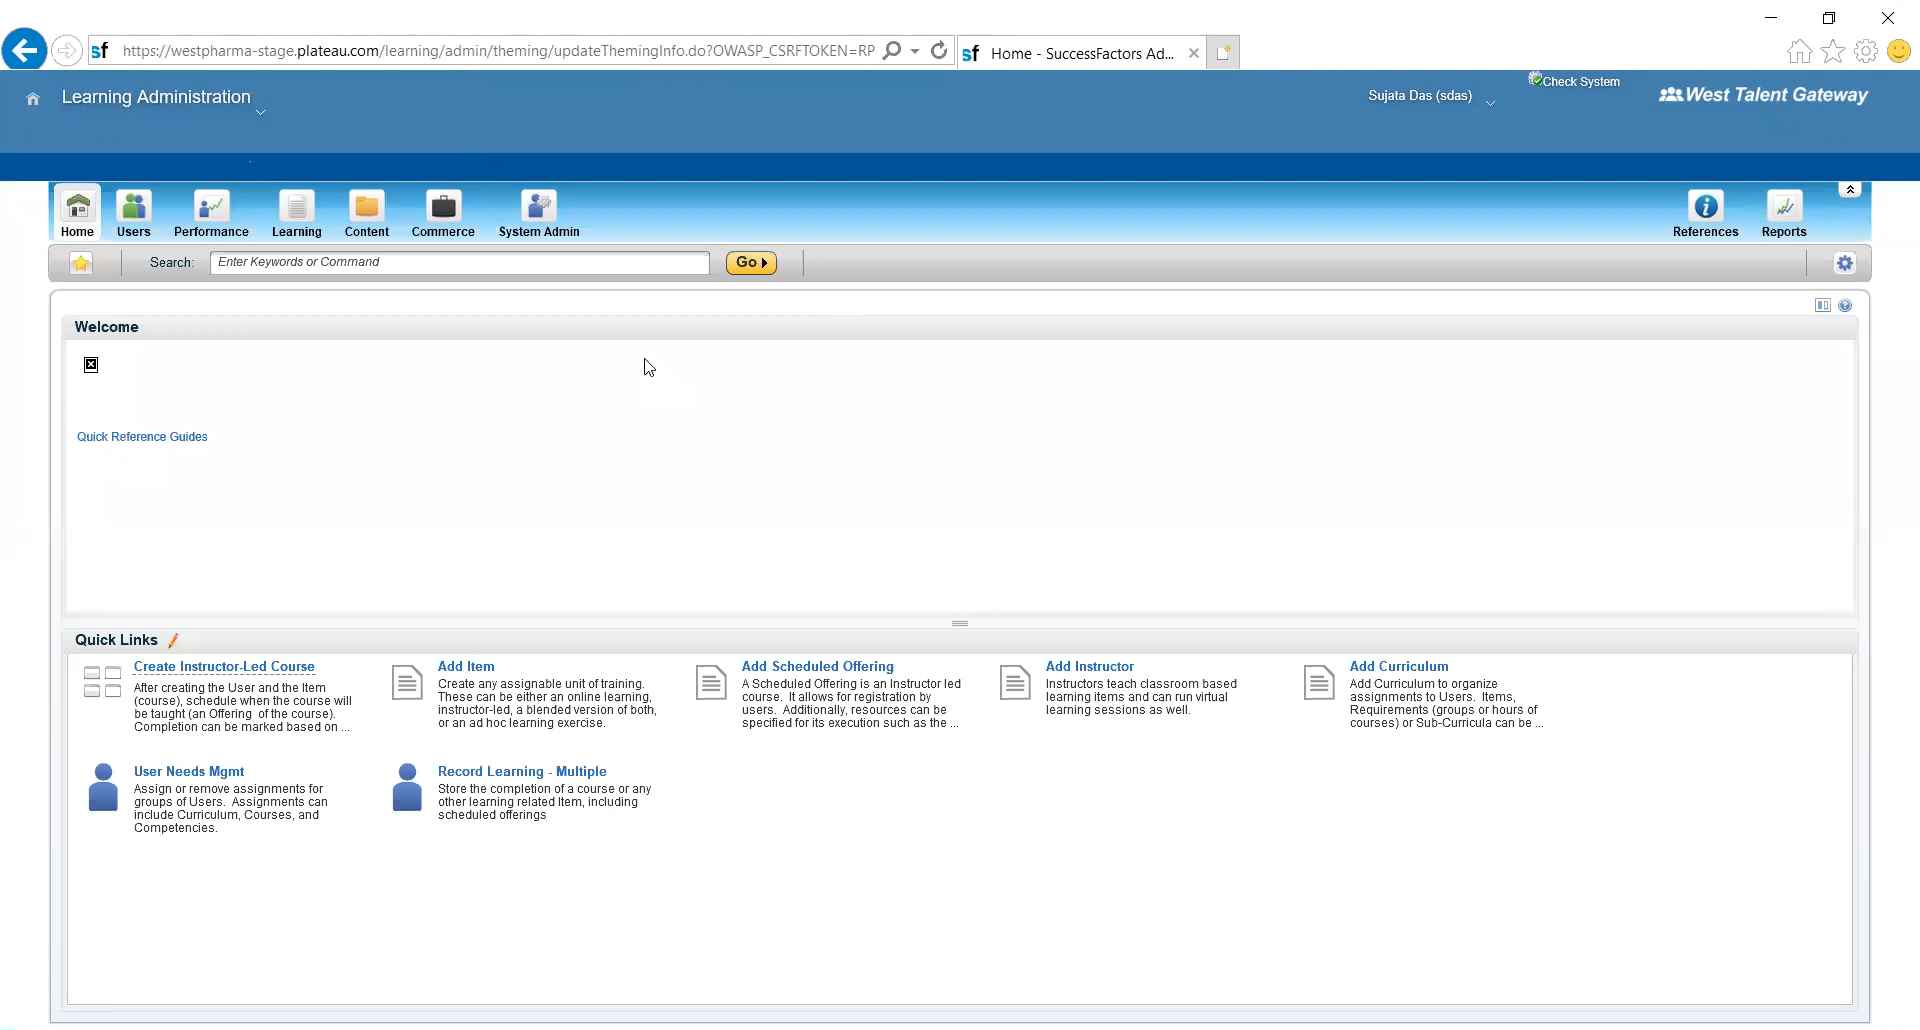 https://westpharma-stage.plateau.com/learning/admin/theming/updateThemingInfo.do?OWASP_CSRFTOKEN=RP
Home - SuccessFactors Ad...
Learning Administration
Sujata Das (sdas)
Check System
West Talent Gateway
Home
Users
Performance
Learning
Content
Commerce
System Admin
References
Reports
Search:
Enter Keywords or Command
Go
Welcome
Quick Reference Guides
Quick Links
Create Instructor-Led Course
After creating the User and the Item
(course), schedule when the course will
be taught (an Offering of the course).
Completion can be marked based on ...
Add Item
Create any assignable unit of training.
These can be either an online learning,
instructor-led, a blended version of both,
or an ad hoc learning exercise.
Add Scheduled Offering
A Scheduled Offering is an Instructor led
course. It allows for registration by
users. Additionally, resources can be
specified for its execution such as the ...
Add Instructor
Instructors teach classroom based
learning items and can run virtual
learning sessions as well.
Add Curriculum
Add Curriculum to organize
assignments to Users. Items,
Requirements (groups or hours of
courses) or Sub-Curricula can be ...
User Needs Mgmt
Assign or remove assignments for
groups of Users. Assignments can
include Curriculum, Courses, and
Competencies.
Record Learning - Multiple
Store the completion of a course or any
other learning related Item, including
scheduled offerings